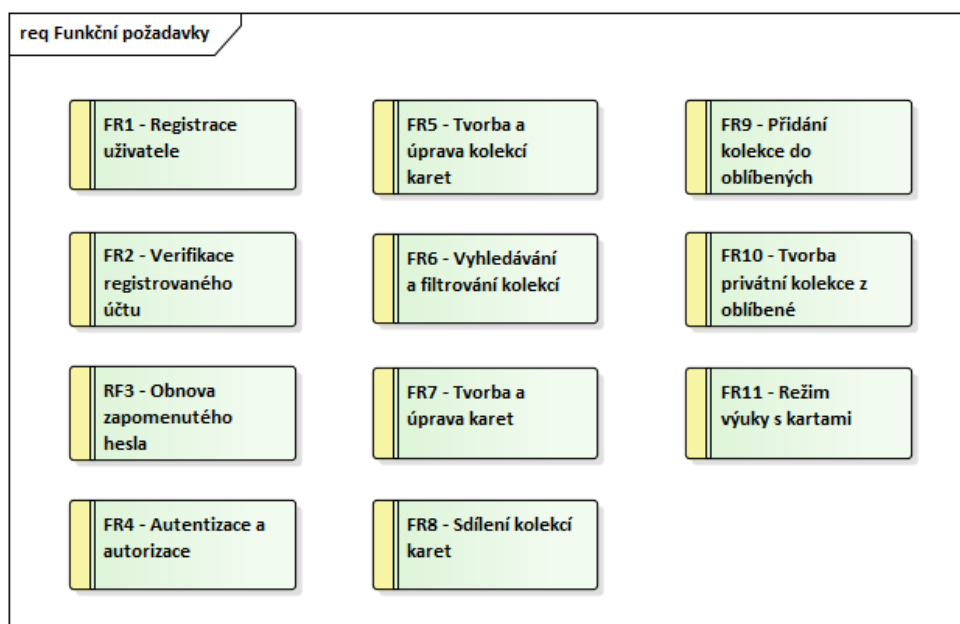 req Funkční požadavky
FR1 - Registrace
uživatele
FR2 - Verifikace
registrovaného
účtu
RF3 - Obnova
zapomenutého
hesla
FR4 - Autentizace a
autorizace
FR5 - Tvorba a
úprava kolekcí
karet
FR6 - Vyhledávání
a filtrování kolekcí
FR7 - Tvorba a
úprava karet
FR8 - Sdílení kolekcí
karet
FR9 - Přidání
kolekce do
oblíbených
FR10 - Tvorba
privátní kolekce z
oblíbené
FR11 - Režim
výuky s kartami